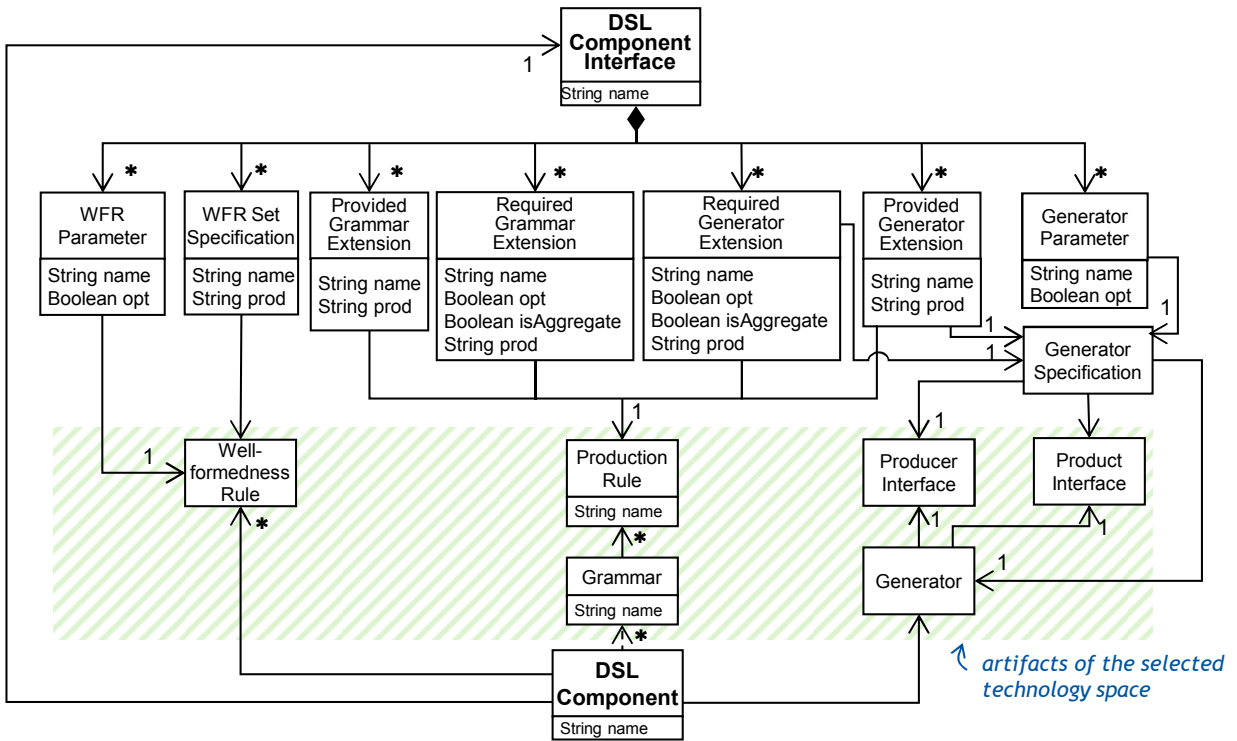 DSL
Component
Interface
String name
1
*
*
*
*
*
*
*
WFR
Parameter
String name
Boolean opt
WFR Set
Specification
String name
String prod
Provided
Grammar
Extension
String name
String prod
Required
Grammar
Extension
String name
Boolean opt
Boolean isAggregate
String prod
Required
Generator
Extension
String name
Boolean opt
Boolean isAggregate
String prod
Provided
Generator
Extension
String name
String prod
Generator
Parameter
String name
Boolean opt
1
1
1
Generator
Specification
1
1
1
Well-
formedness
Rule
*
Production
Rule
String name
*
Producer
Interface
1
Product
Interface
1
Grammar
String name
*
Generator
1
DSL
Component
String name
artifacts of the selected
technology space